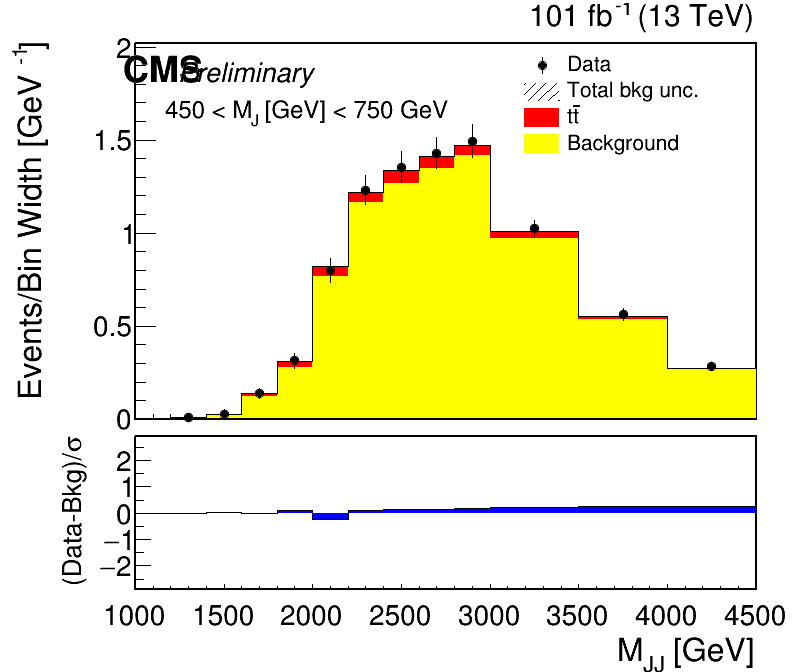 101 fb⁻¹ (13 TeV)
CMS Preliminary
450 < M_J [GeV] < 750 GeV
Data
Total bkg unc.
tt̄
Background
Events/Bin Width [GeV⁻¹]
2
1.5
1
0.5
0
(Data-Bkg)/σ
2
1
0
−1
−2
1000 1500 2000 2500 3000 3500 4000 4500
M_JJ [GeV]